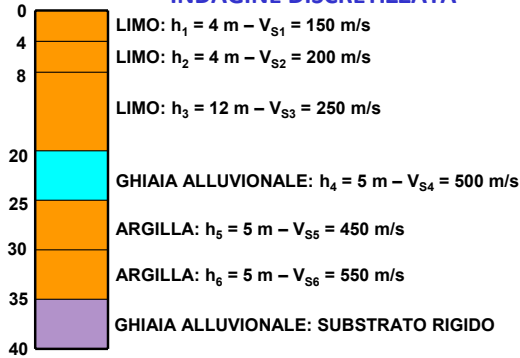 INDAGINE DISCRETIZZATA
0
LIMO: h1 = 4 m – VS1 = 150 m/s
4
LIMO: h2 = 4 m – VS2 = 200 m/s
8
LIMO: h3 = 12 m – VS3 = 250 m/s
20
GHIAIA ALLUVIONALE: h4 = 5 m – VS4 = 500 m/s
25
ARGILLA: h5 = 5 m – VS5 = 450 m/s
30
ARGILLA: h6 = 5 m – VS6 = 550 m/s
35
GHIAIA ALLUVIONALE: SUBSTRATO RIGIDO
40